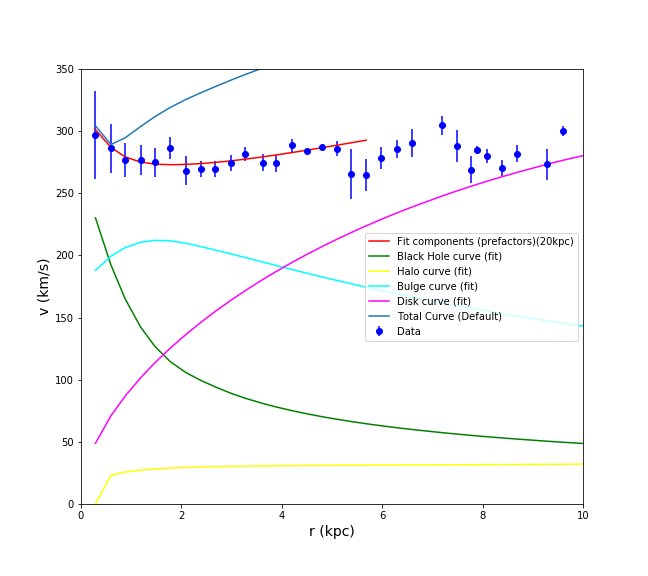 350
300
250
200
150
100
50
0
v (km/s)
Fit components (prefactors)(20kpc)
Black Hole curve (fit)
Halo curve (fit)
Bulge curve (fit)
Disk curve (fit)
Total Curve (Default)
Data
0 2 4 6 8 10
r (kpc)